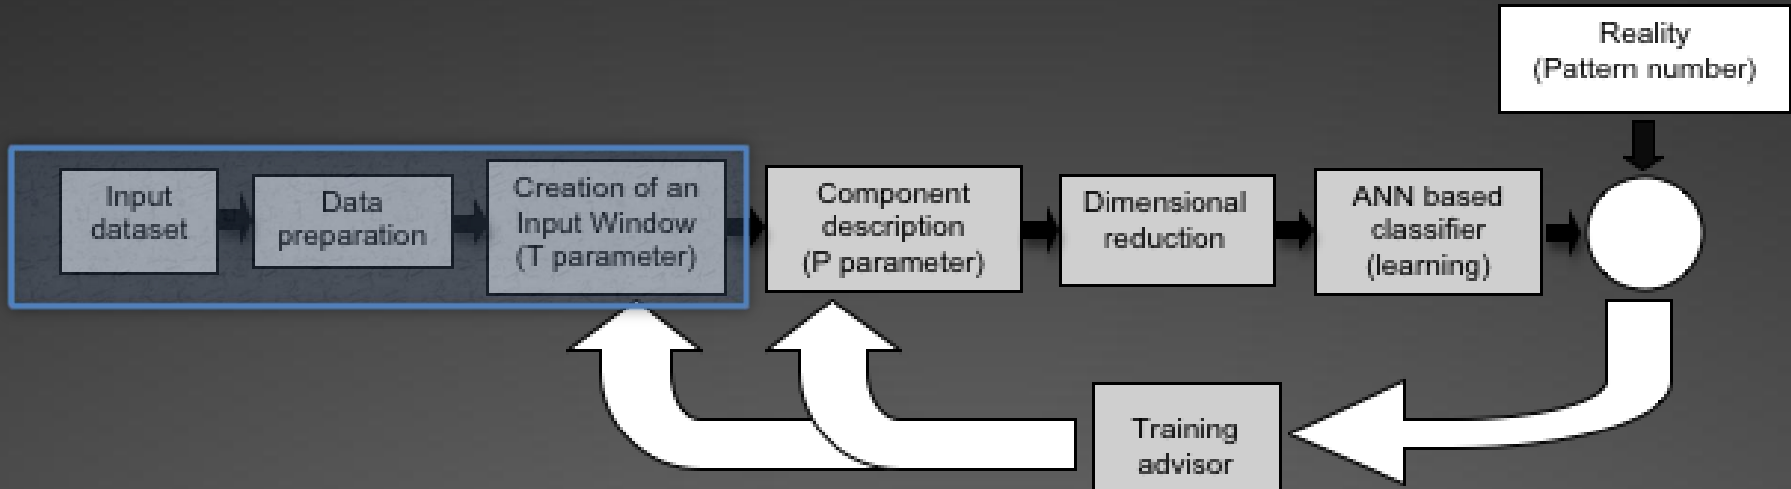 Reality
(Pattern number)
Input
dataset
Data
preparation
Creation of an
Input Window
(T parameter)
Component
description
(P parameter)
Dimensional
reduction
ANN based
classifier
(learning)
Training
advisor